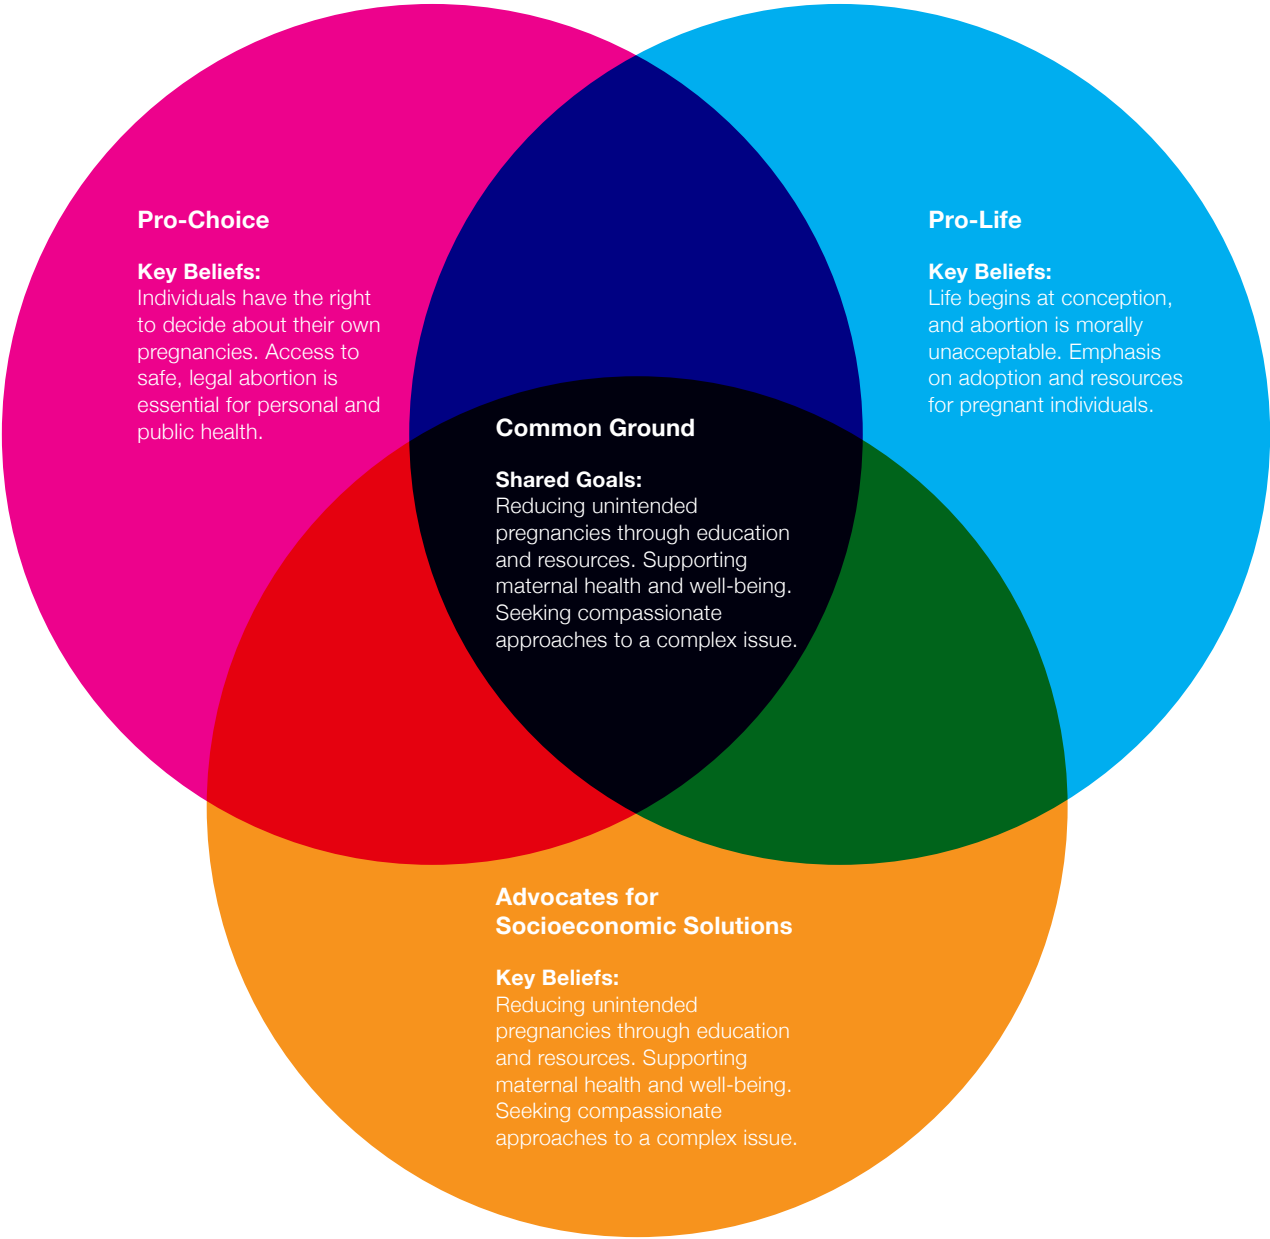 Pro-Choice
Key Beliefs:
Individuals have the right
to decide about their own
pregnancies. Access to
safe, legal abortion is
essential for personal and
public health.
Pro-Life
Key Beliefs:
Life begins at conception,
and abortion is morally
unacceptable. Emphasis
on adoption and resources
for pregnant individuals.
Common Ground
Shared Goals:
Reducing unintended
pregnancies through education
and resources. Supporting
maternal health and well-being.
Seeking compassionate
approaches to a complex issue.
Advocates for
Socioeconomic Solutions
Key Beliefs:
Reducing unintended
pregnancies through education
and resources. Supporting
maternal health and well-being.
Seeking compassionate
approaches to a complex issue.